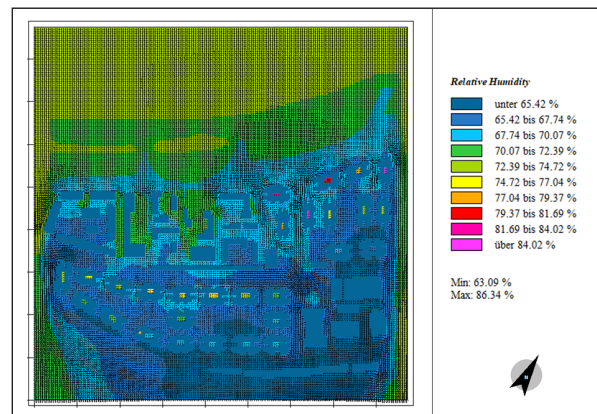 Relative Humidity
unter 65.42 %
65.42 bis 67.74 %
67.74 bis 70.07 %
70.07 bis 72.39 %
72.39 bis 74.72 %
74.72 bis 77.04 %
77.04 bis 79.37 %
79.37 bis 81.69 %
81.69 bis 84.02 %
über 84.02 %
Min: 63.09 %
Max: 86.34 %
N